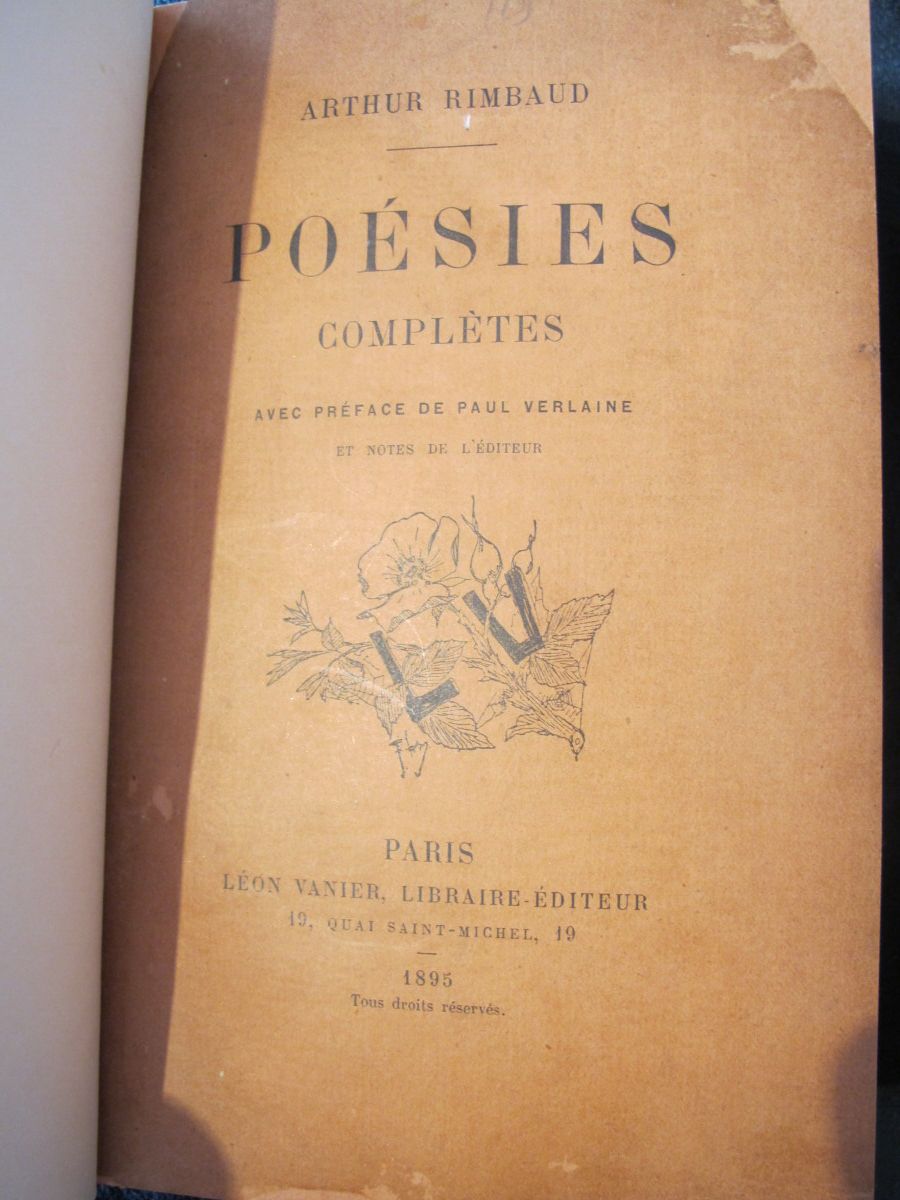 ARTHUR RIMBAUD
POÉSIES
COMPLÈTES
AVEC PRÉFACE DE PAUL VERLAINE
ET NOTES DE L'ÉDITEUR
L V
PARIS
LÉON VANIER, LIBRAIRE-ÉDITEUR
19, QUAI SAINT-MICHEL, 19
1895
Tous droits réservés.